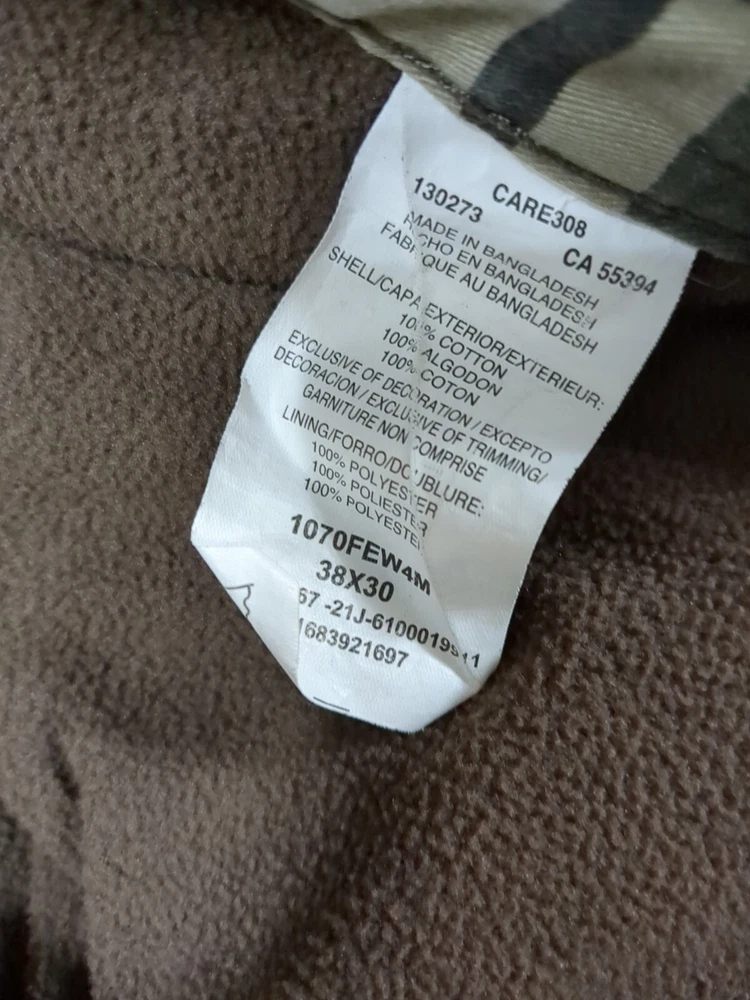 CARE308
130273 CA 55394
MADE IN BANGLADESH
HECHO EN BANGLADESH
FABRIQUE AU BANGLADESH
SHELL/CAPA EXTERIOR/EXTERIEUR:
100% COTTON
100% ALGODON
100% COTON
EXCLUSIVE OF DECORATION / EXCEPTO
DECORACION / EXCLUSIVE OF TRIMMING/
GARNITURE NON COMPRISE
LINING/FORRO/DOUBLURE:
100% POLYESTER
100% POLIESTER
100% POLYESTER
1070FEW4M
38X30
1683921697